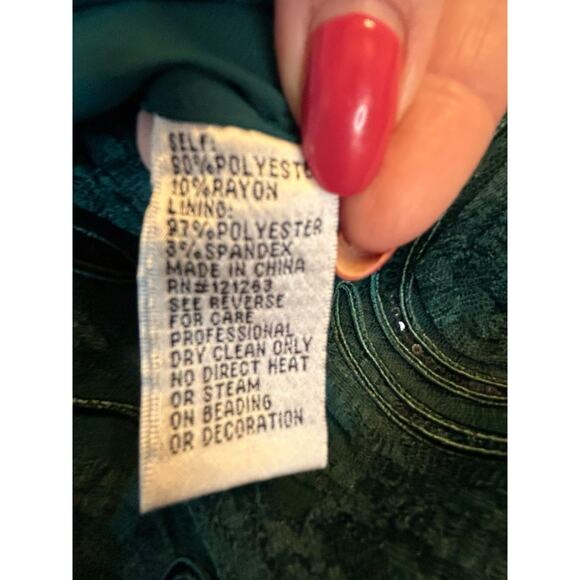 SELF:
90%POLYESTE
10%RAYON
LINING:
97%POLYESTER
3%SPANDEX
MADE IN CHINA
RN#121263
SEE REVERSE
FOR CARE
PROFESSIONAL
DRY CLEAN ONLY
NO DIRECT HEAT
OR STEAM
ON BEADING
OR DECORATION